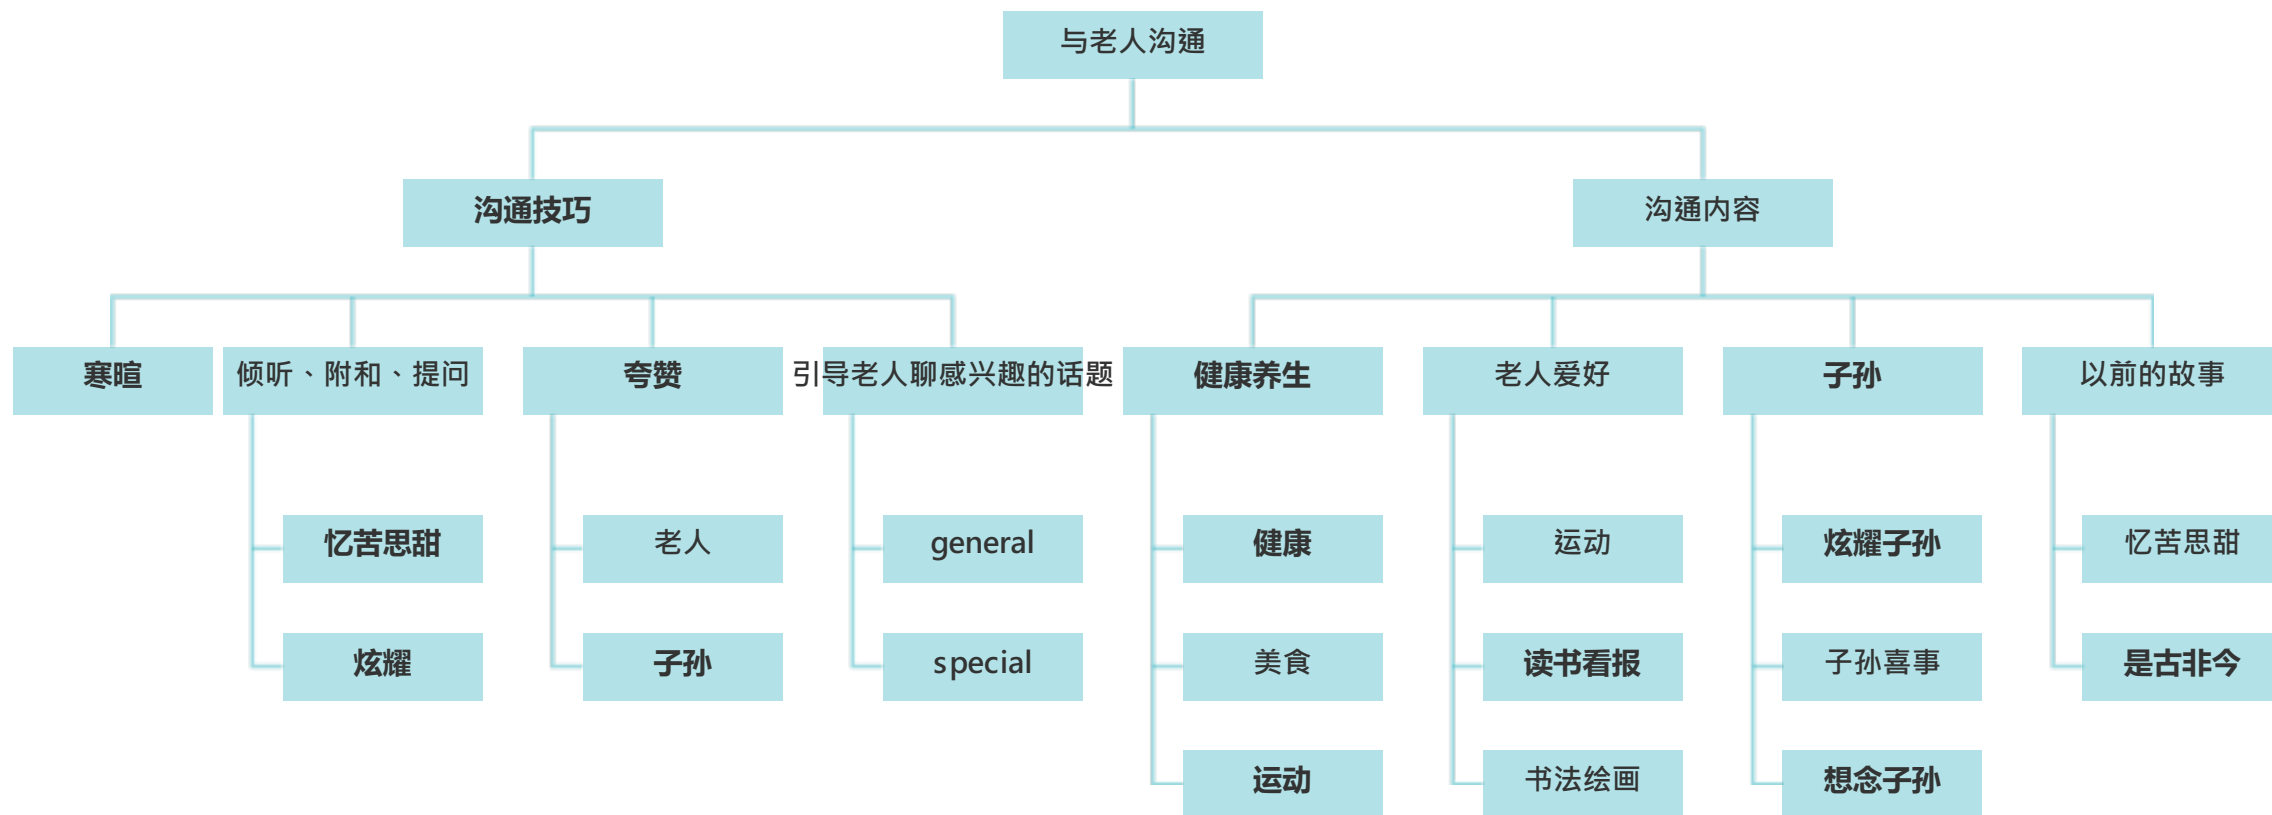 与老人沟通
沟通技巧
沟通内容
寒暄
倾听、附和、提问
夸赞
引导老人聊感兴趣的话题
健康养生
老人爱好
子孙
以前的故事
忆苦思甜
老人
general
健康
运动
炫耀子孙
忆苦思甜
炫耀
子孙
special
美食
读书看报
子孙喜事
是古非今
运动
书法绘画
想念子孙